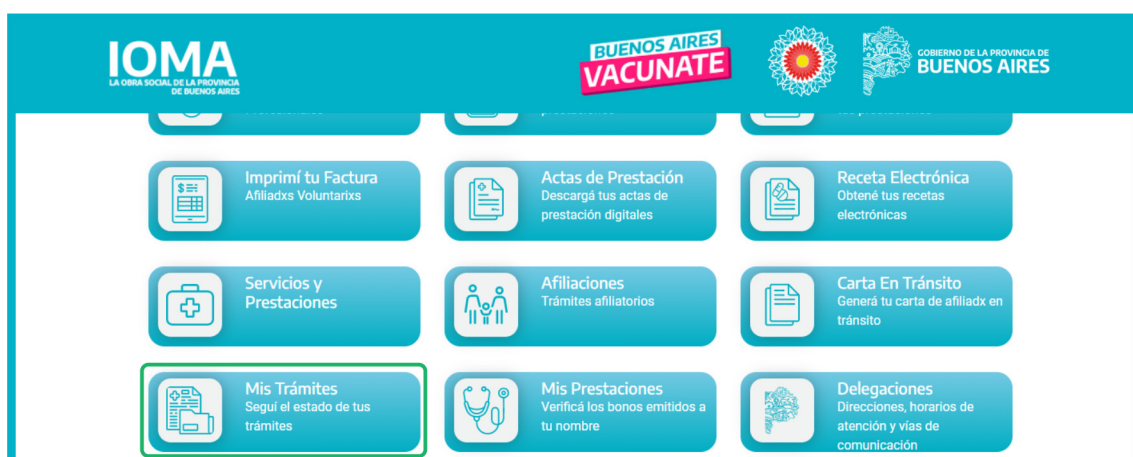 IOMA
LA OBRA SOCIAL DE LA PROVINCIA
DE BUENOS AIRES
BUENOS AIRES
VACUNATE
GOBIERNO DE LA PROVINCIA DE
BUENOS AIRES
Imprimí tu Factura
Afiliadxs Voluntarixs
Actas de Prestación
Descargá tus actas de
prestación digitales
Receta Electrónica
Obtené tus recetas
electrónicas
Servicios y
Prestaciones
Afiliaciones
Trámites afiliatorios
Carta En Tránsito
Generá tu carta de afiliadx en
tránsito
Mis Trámites
Seguí el estado de tus
trámites
Mis Prestaciones
Verificá los bonos emitidos a
tu nombre
Delegaciones
Direcciones, horarios de
atención y vías de
comunicación